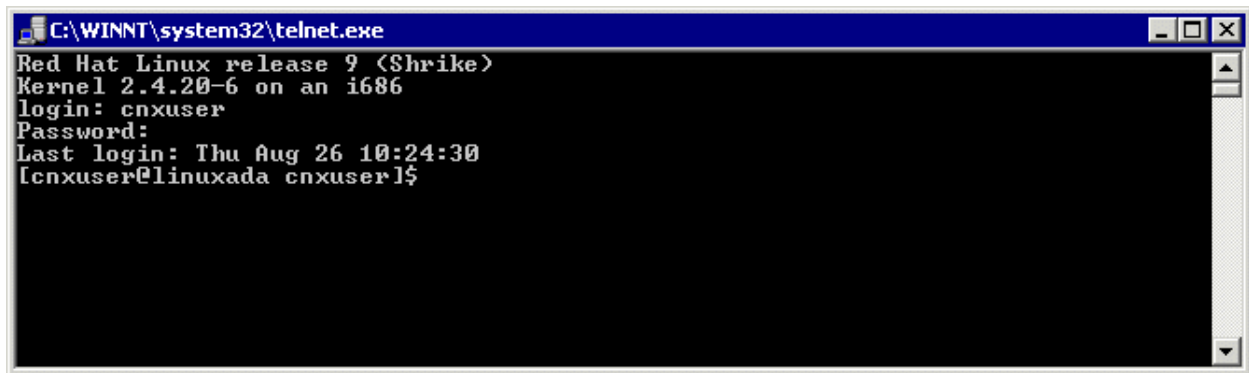 C:\WINNT\system32\telnet.exe
Red Hat Linux release 9 (Shrike)
Kernel 2.4.20-6 on an i686
login: cnxuser
Password:
Last login: Thu Aug 26 10:24:30
[cnxuser@linuxada cnxuser]$